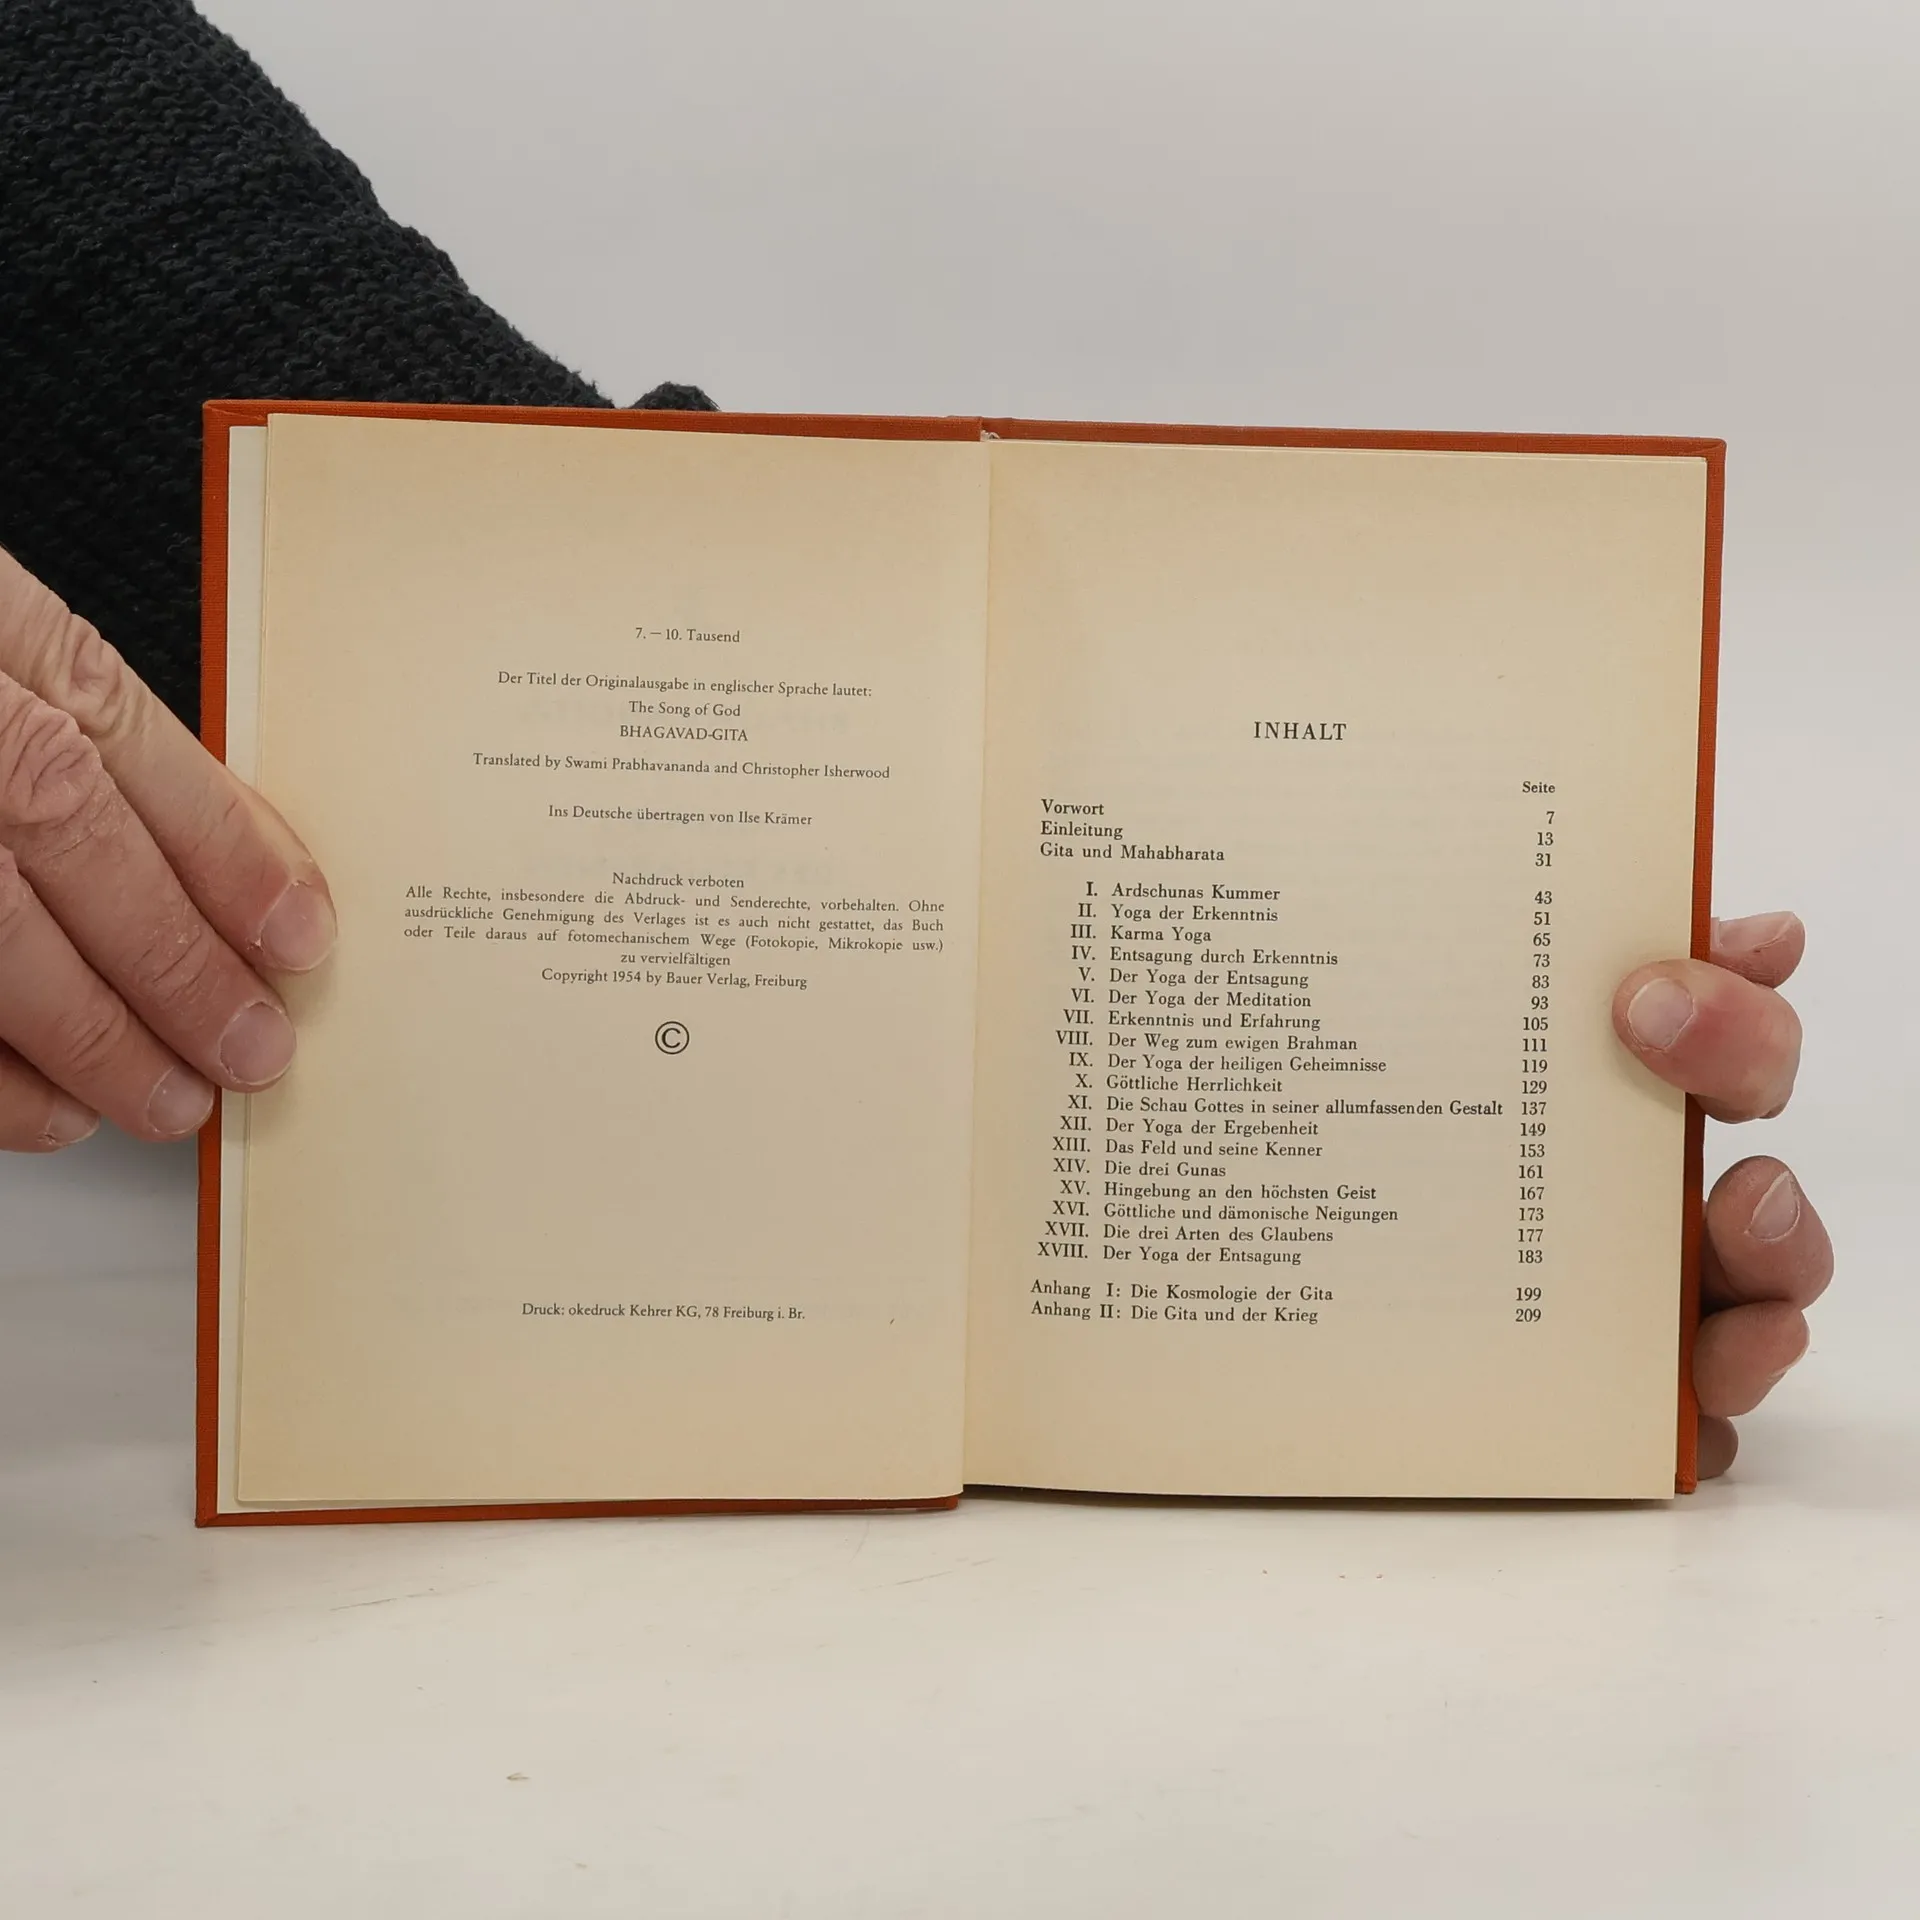 7. — 10. Tausend
Der Titel der Originalausgabe in englischer Sprache lautet:
The Song of God
BHAGAVAD-GITA
Translated by Swami Prabhavananda and Christopher Isherwood
Ins Deutsche übertragen von Ilse Krämer
Nachdruck verboten
Alle Rechte, insbesondere die Abdruck- und Senderechte, vorbehalten. Ohne
ausdrückliche Genehmigung des Verlages ist es auch nicht gestattet, das Buch
oder Teile daraus auf fotomechanischem Wege (Fotokopie, Mikrokopie usw.)
zu vervielfältigen
Copyright 1954 by Bauer Verlag, Freiburg
©
Druck: okedruck Kehrer KG, 78 Freiburg i. Br.
INHALT
Seite
Vorwort 7
Einleitung 13
Gita und Mahabharata 31
I. Ardschunas Kummer 43
II. Yoga der Erkenntnis 51
III. Karma Yoga 65
IV. Entsagung durch Erkenntnis 73
V. Der Yoga der Entsagung 83
VI. Der Yoga der Meditation 93
VII. Erkenntnis und Erfahrung 105
VIII. Der Weg zum ewigen Brahman 111
IX. Der Yoga der heiligen Geheimnisse 119
X. Göttliche Herrlichkeit 129
XI. Die Schau Gottes in seiner allumfassenden Gestalt 137
XII. Der Yoga der Ergebenheit 149
XIII. Das Feld und seine Kenner 153
XIV. Die drei Gunas 161
XV. Hingebung an den höchsten Geist 167
XVI. Göttliche und dämonische Neigungen 173
XVII. Die drei Arten des Glaubens 177
XVIII. Der Yoga der Entsagung 183
Anhang I: Die Kosmologie der Gita 199
Anhang II: Die Gita und der Krieg 209